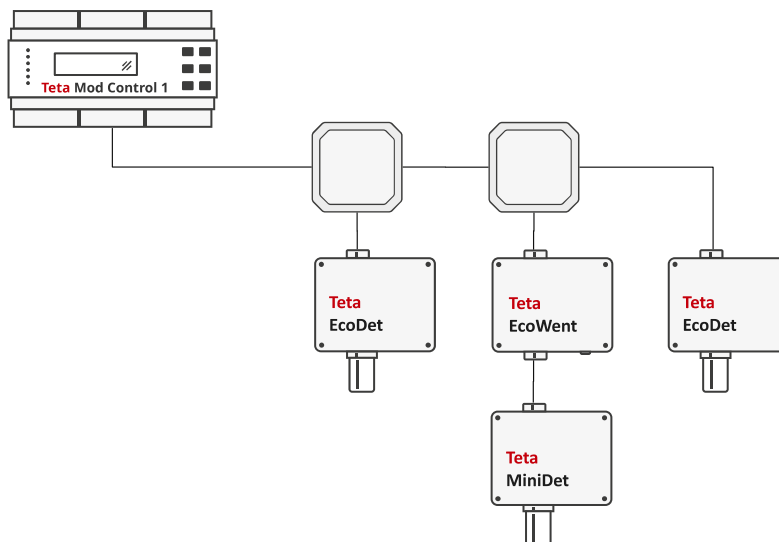 Teta Mod Control 1
Teta
EcoDet
Teta
EcoWent
Teta
EcoDet
Teta
MiniDet